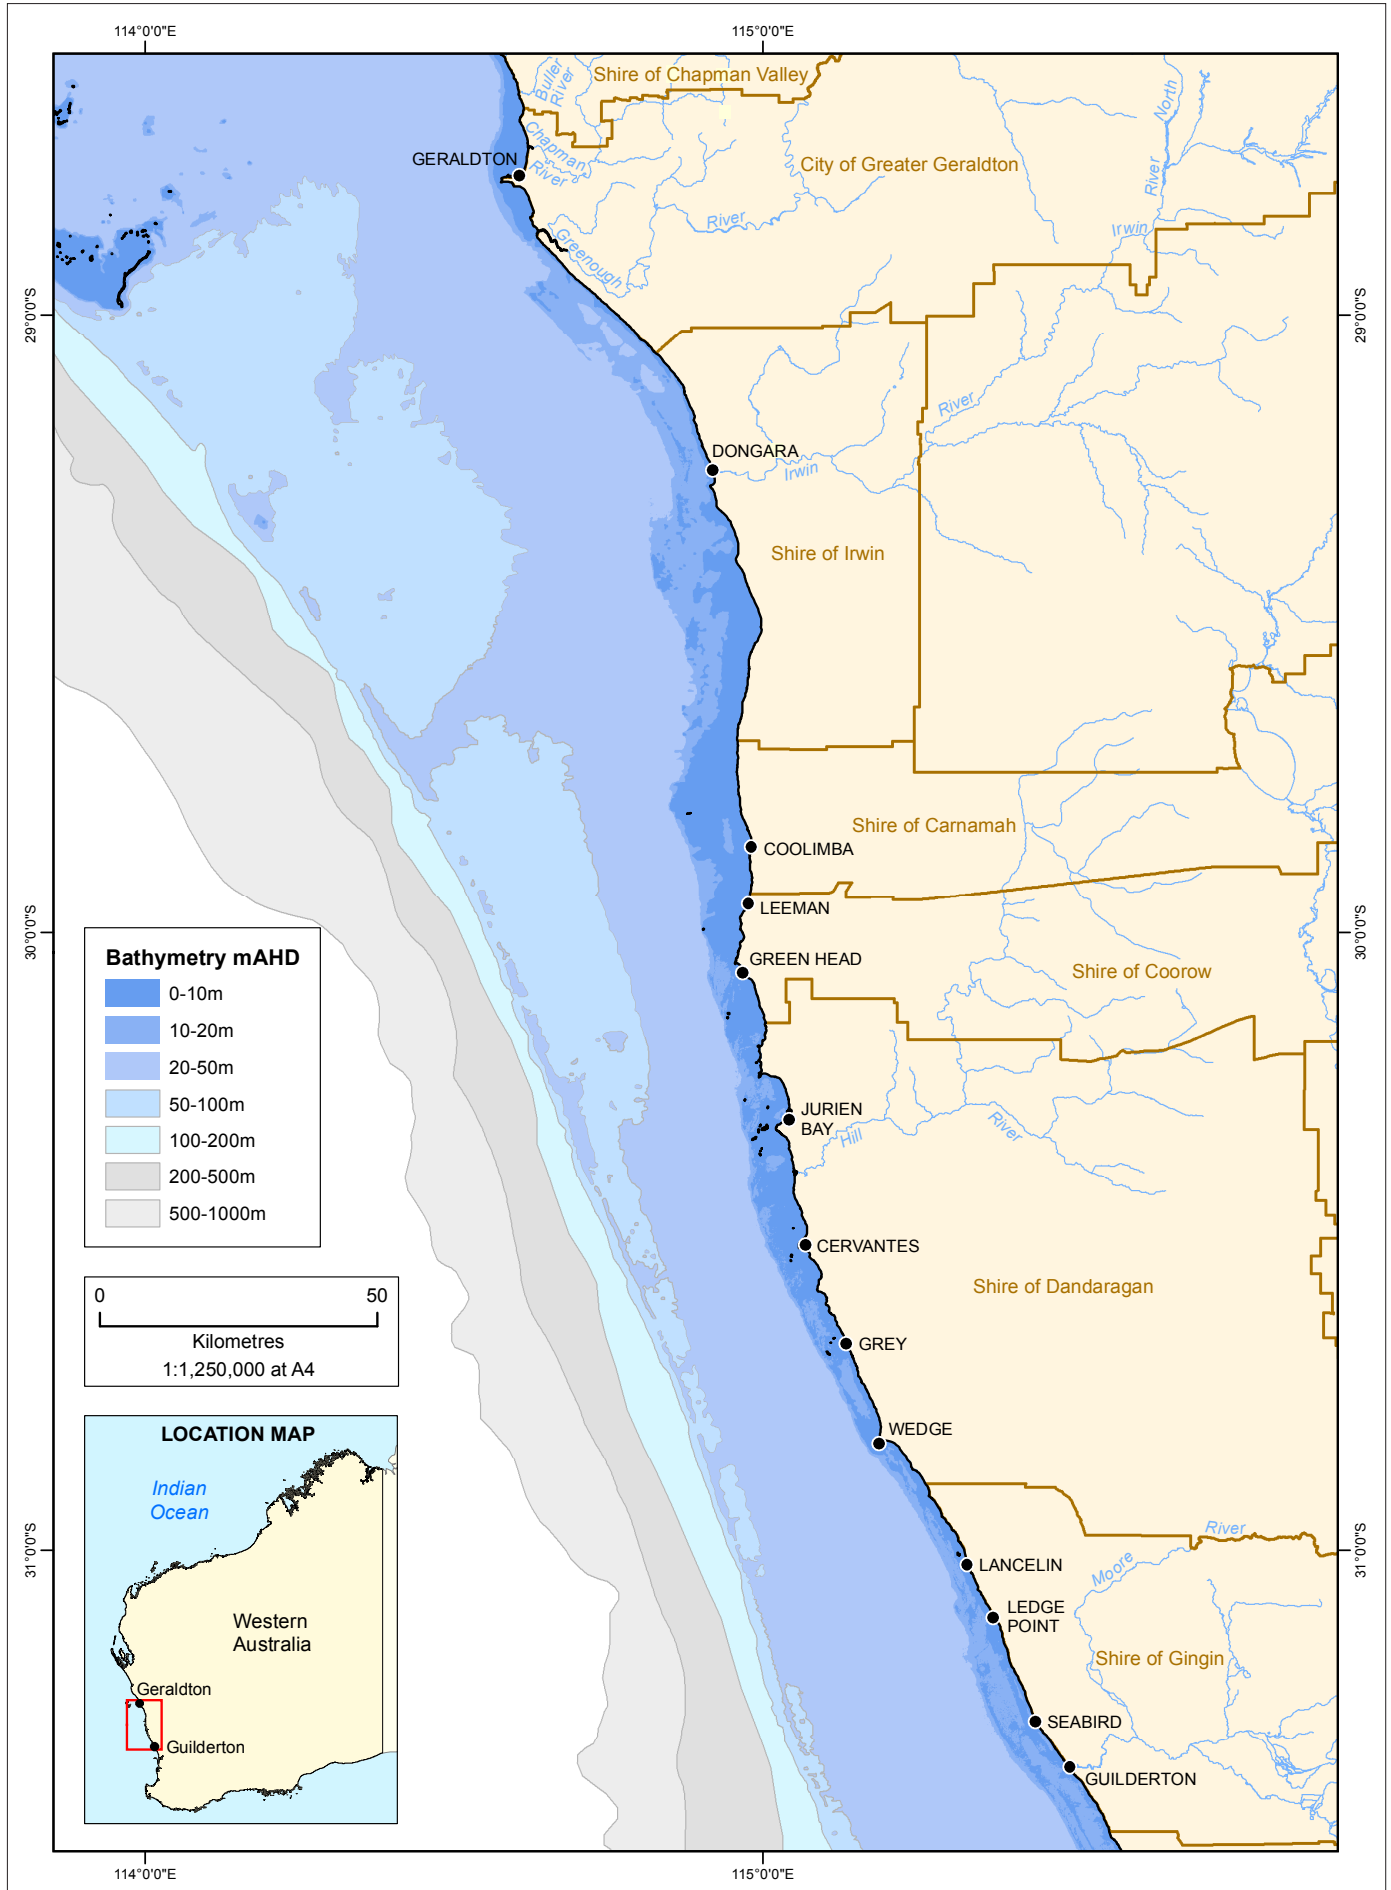 114°0'0"E
115°0'0"E
Buller
River
Shire of Chapman Valley
North
River
Chapman
River
GERALDTON
City of Greater Geraldton
River
Irwin
Greenough
29°0'0"S
29°0'0"S
River
DONGARA
Irwin
Shire of Irwin
Shire of Carnamah
COOLIMBA
LEEMAN
30°0'0"S
30°0'0"S
GREEN HEAD
Shire of Coorow
Bathymetry mAHD
0-10m
10-20m
20-50m
50-100m
100-200m
200-500m
500-1000m
JURIEN
BAY
Hill
River
CERVANTES
Shire of Dandaragan
0
50
Kilometres
1:1,250,000 at A4
GREY
WEDGE
LOCATION MAP
Indian
Ocean
Western
Australia
Geraldton
Guilderton
River
31°0'0"S
31°0'0"S
Moore
LANCELIN
LEDGE
POINT
Shire of Gingin
SEABIRD
GUILDERTON
114°0'0"E
115°0'0"E